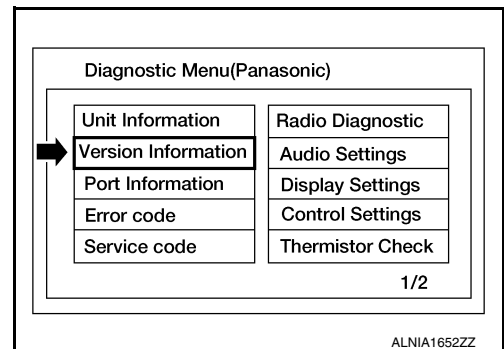 Diagnostic Menu(Panasonic)
Unit Information
Radio Diagnostic
Version Information
Audio Settings
Port Information
Display Settings
Error code
Control Settings
Service code
Thermistor Check
1/2
ALNIA1652ZZ